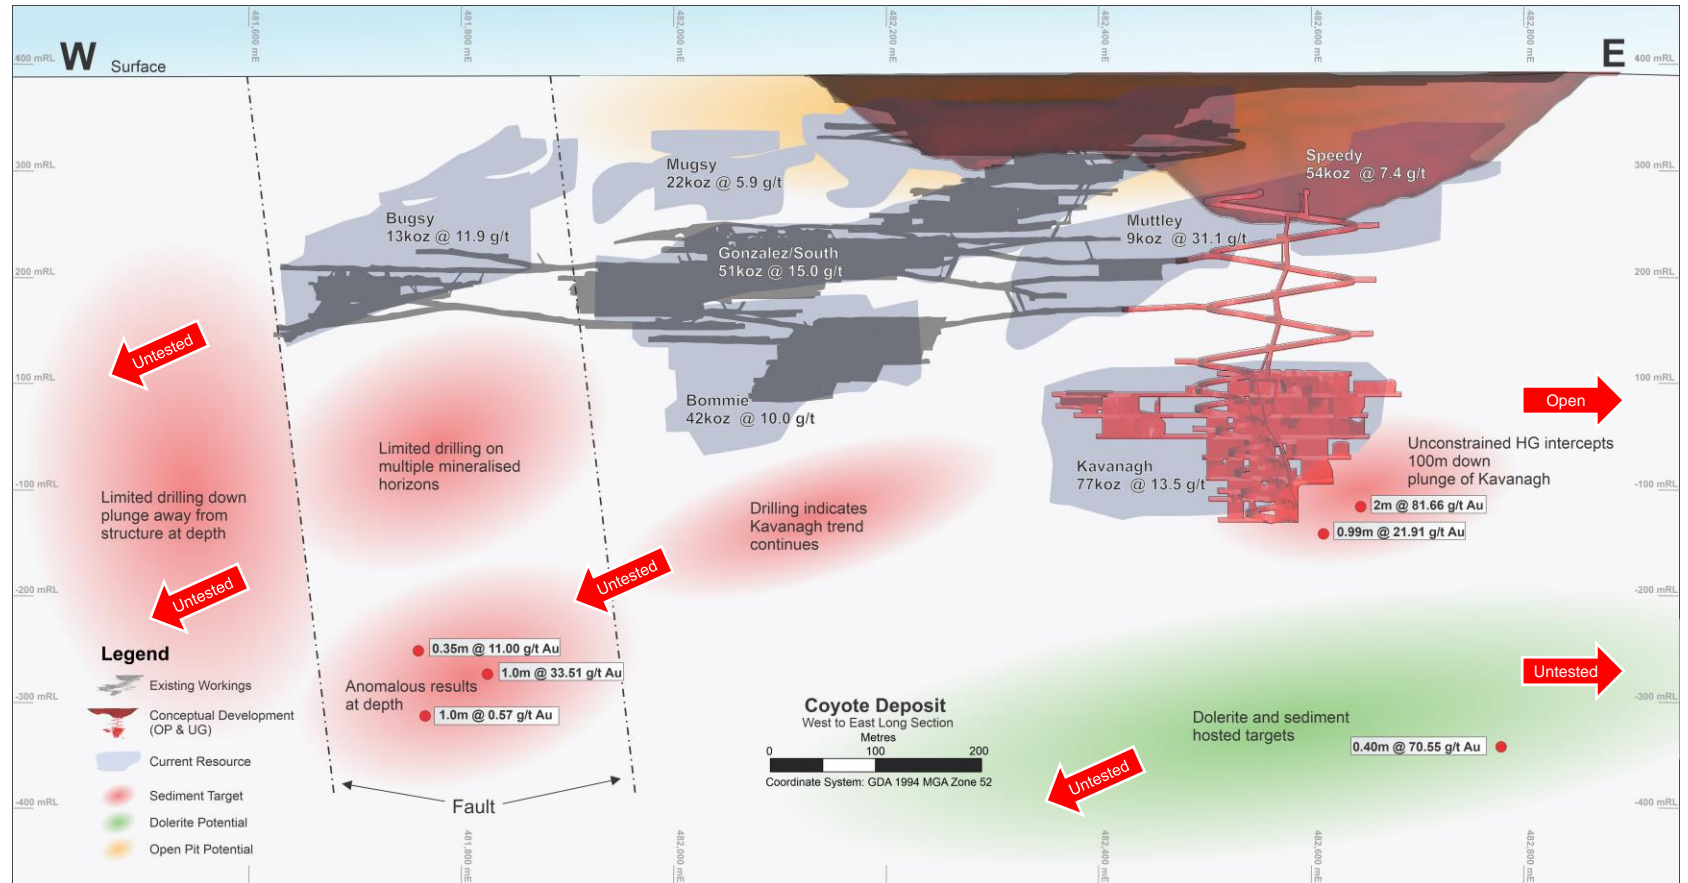 481,600 mE
481,800 mE
482,000 mE
482,200 mE
482,400 mE
482,600 mE
482,800 mE
W
E
Surface
400 mRL
400 mRL
300 mRL
300 mRL
200 mRL
200 mRL
100 mRL
100 mRL
-100 mRL
-100 mRL
-200 mRL
-200 mRL
-300 mRL
-300 mRL
-400 mRL
-400 mRL
Mugsy
22koz @ 5.9 g/t
Speedy
54koz @ 7.4 g/t
Bugsy
13koz @ 11.9 g/t
Muttley
9koz @ 31.1 g/t
Gonzalez/South
51koz @ 15.0 g/t
Untested
Bommie
42koz @ 10.0 g/t
Open
Limited drilling on
multiple mineralised
horizons
Unconstrained HG intercepts
100m down
plunge of Kavanagh
Kavanagh
77koz @ 13.5 g/t
Limited drilling down
plunge away from
structure at depth
2m @ 81.66 g/t Au
0.99m @ 21.91 g/t Au
Drilling indicates
Kavanagh trend
continues
Untested
Untested
0.35m @ 11.00 g/t Au
1.0m @ 33.51 g/t Au
Anomalous results
at depth
1.0m @ 0.57 g/t Au
Untested
Legend
Existing Workings
Conceptual Development
(OP & UG)
Current Resource
Sediment Target
Dolerite Potential
Open Pit Potential
Fault
Coyote Deposit
West to East Long Section
Metres
0 100 200
Coordinate System: GDA 1994 MGA Zone 52
Dolerite and sediment
hosted targets
0.40m @ 70.55 g/t Au
Untested
481,800 mE
482,000 mE
482,400 mE
482,600 mE
482,800 mE